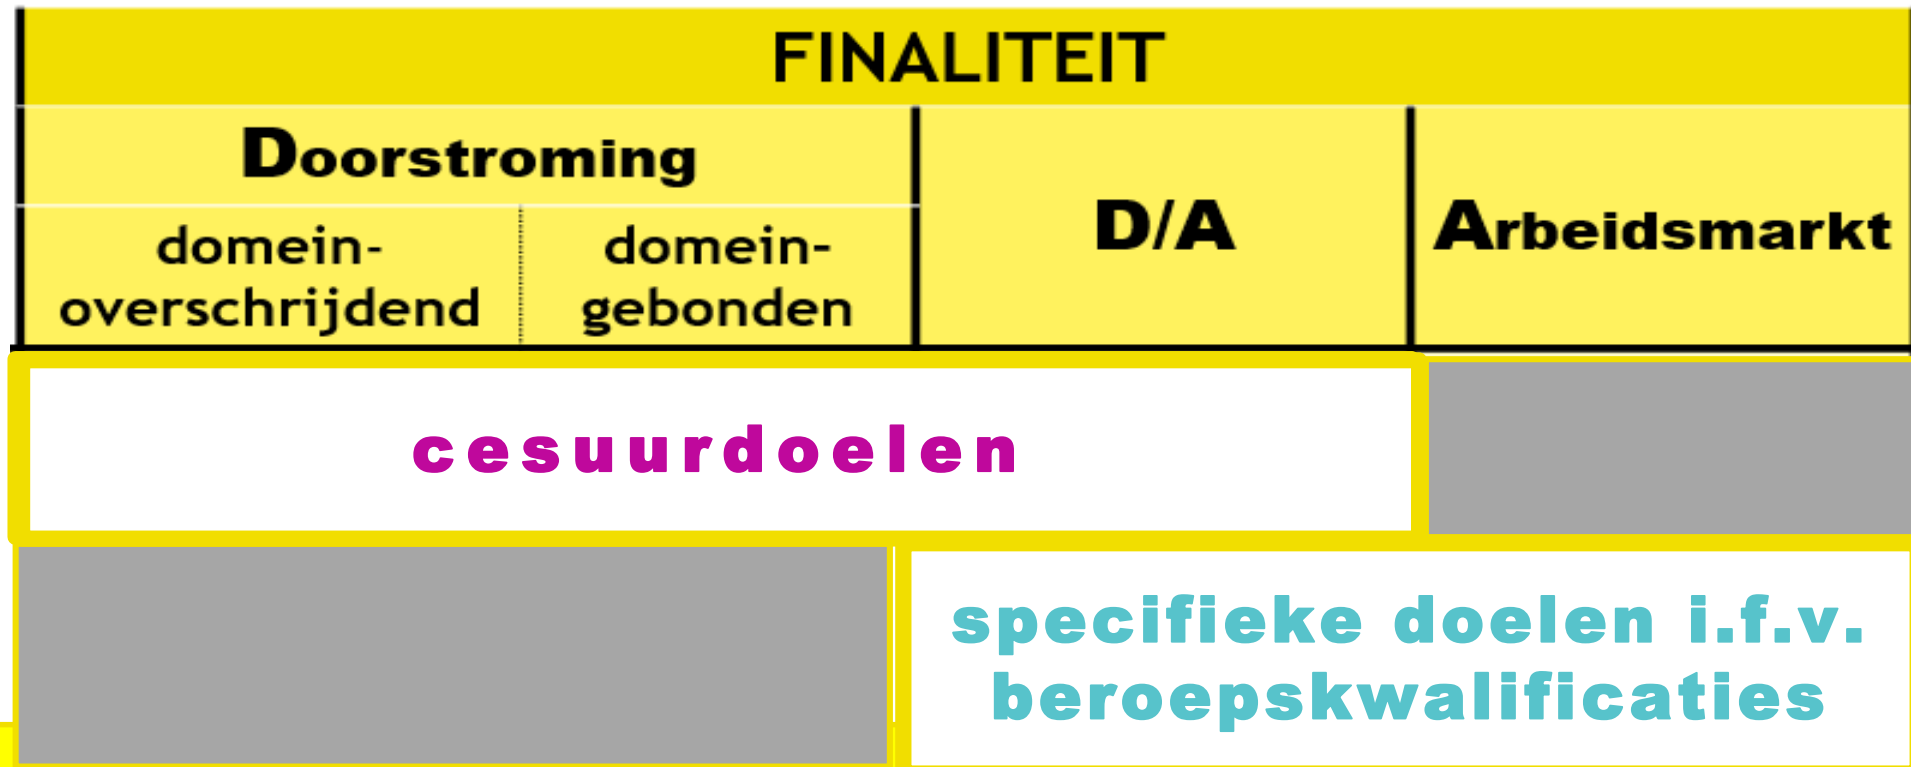 FINALITEIT
Doorstroming
D/A
Arbeidsmarkt
domein-
overschrijdend
domein-
gebonden
cesuurdoelen
specifieke doelen i.f.v.
beroepskwalificaties